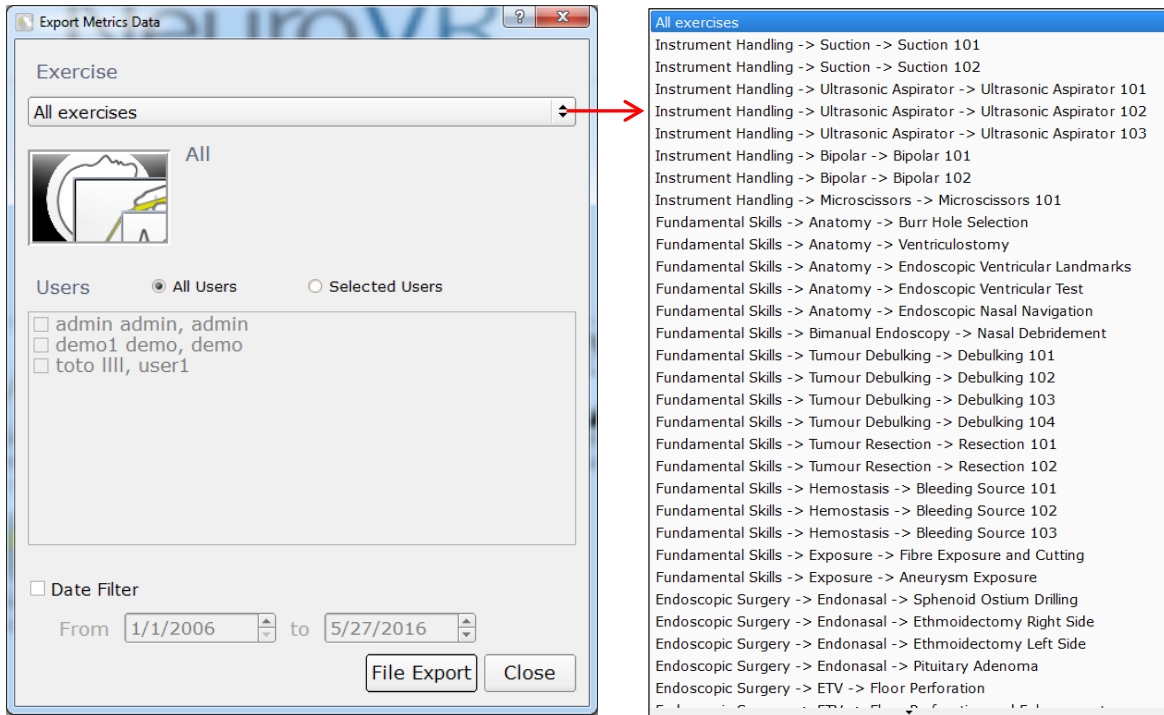 NeuroVR
Export Metrics Data
Exercise
All exercises
All
Users All Users Selected Users
admin admin, admin
demo1 demo, demo
toto llll, user1
Date Filter
From 1/1/2006 to 5/27/2016
File Export Close
All exercises
Instrument Handling -> Suction -> Suction 101
Instrument Handling -> Suction -> Suction 102
Instrument Handling -> Ultrasonic Aspirator -> Ultrasonic Aspirator 101
Instrument Handling -> Ultrasonic Aspirator -> Ultrasonic Aspirator 102
Instrument Handling -> Ultrasonic Aspirator -> Ultrasonic Aspirator 103
Instrument Handling -> Bipolar -> Bipolar 101
Instrument Handling -> Bipolar -> Bipolar 102
Instrument Handling -> Microscissors -> Microscissors 101
Fundamental Skills -> Anatomy -> Burr Hole Selection
Fundamental Skills -> Anatomy -> Ventriculostomy
Fundamental Skills -> Anatomy -> Endoscopic Ventricular Landmarks
Fundamental Skills -> Anatomy -> Endoscopic Ventricular Test
Fundamental Skills -> Anatomy -> Endoscopic Nasal Navigation
Fundamental Skills -> Bimanual Endoscopy -> Nasal Debridement
Fundamental Skills -> Tumour Debulking -> Debulking 101
Fundamental Skills -> Tumour Debulking -> Debulking 102
Fundamental Skills -> Tumour Debulking -> Debulking 103
Fundamental Skills -> Tumour Debulking -> Debulking 104
Fundamental Skills -> Tumour Resection -> Resection 101
Fundamental Skills -> Tumour Resection -> Resection 102
Fundamental Skills -> Hemostasis -> Bleeding Source 101
Fundamental Skills -> Hemostasis -> Bleeding Source 102
Fundamental Skills -> Hemostasis -> Bleeding Source 103
Fundamental Skills -> Exposure -> Fibre Exposure and Cutting
Fundamental Skills -> Exposure -> Aneurysm Exposure
Endoscopic Surgery -> Endonasal -> Sphenoid Ostium Drilling
Endoscopic Surgery -> Endonasal -> Ethmoidectomy Right Side
Endoscopic Surgery -> Endonasal -> Ethmoidectomy Left Side
Endoscopic Surgery -> Endonasal -> Pituitary Adenoma
Endoscopic Surgery -> ETV -> Floor Perforation